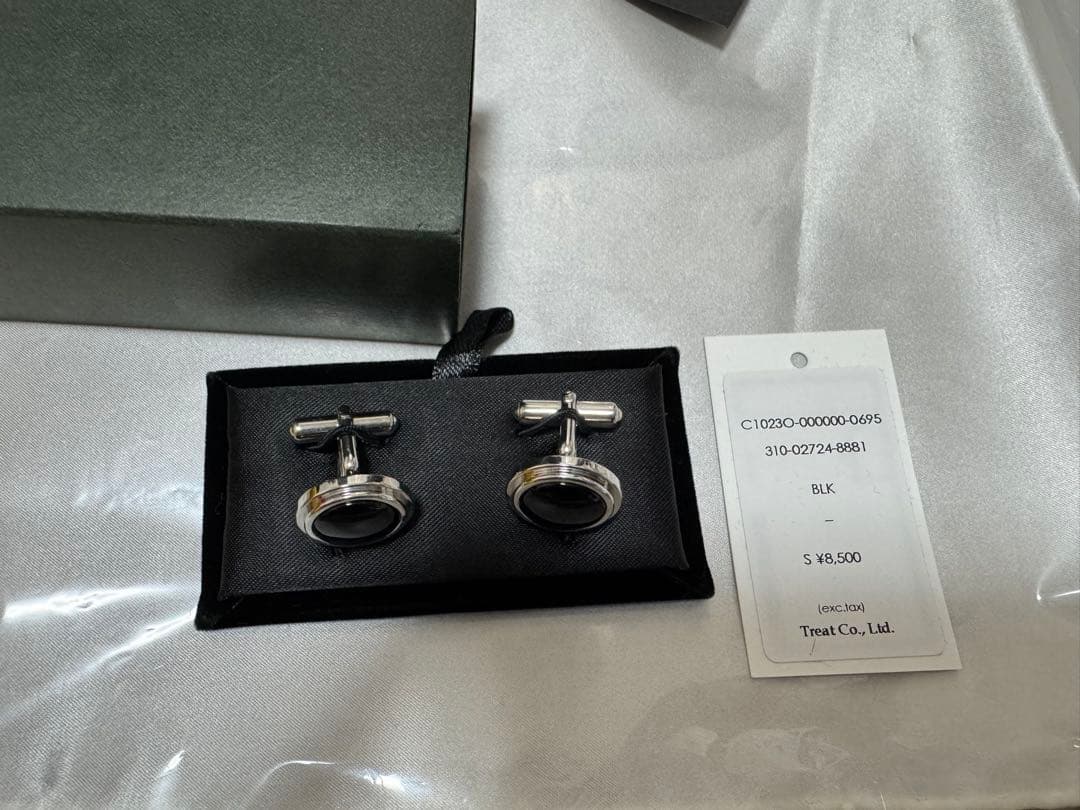 C1023O-000000-0695
310-02724-8881
BLK
–
S ¥8,500
(exc.tax)
Treat Co., Ltd.